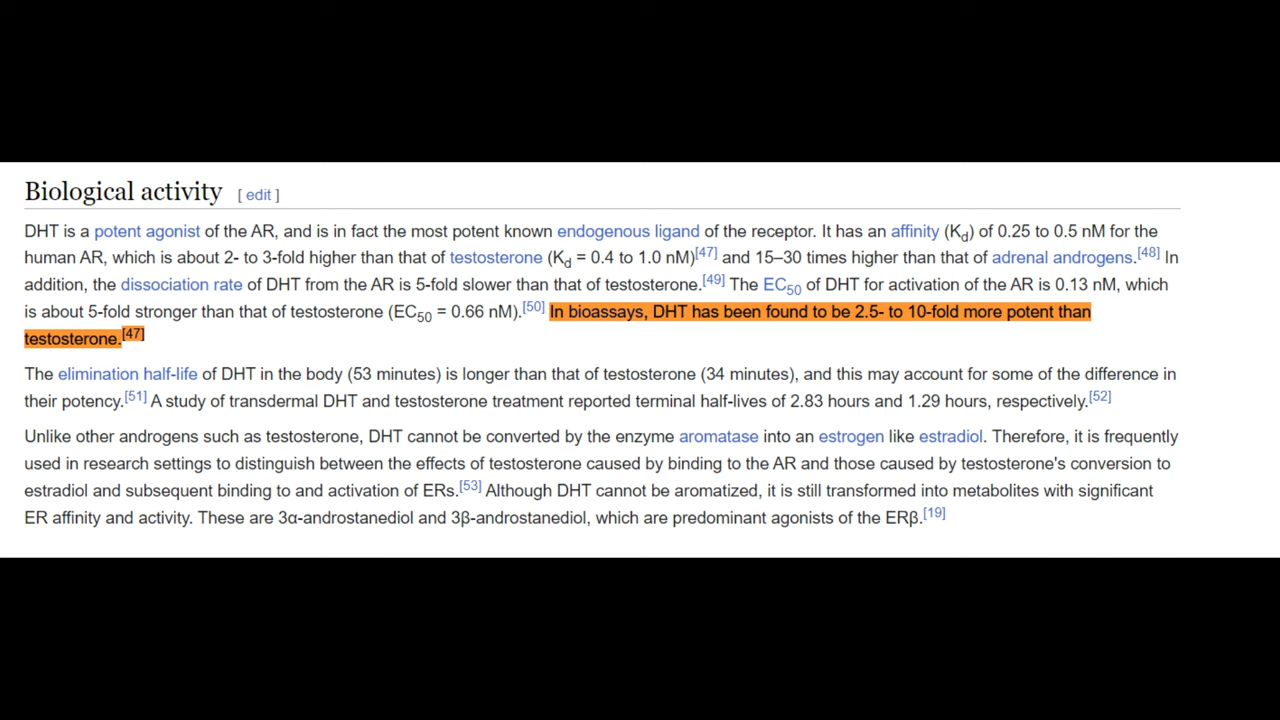 Biological activity [ edit ]
DHT is a potent agonist of the AR, and is in fact the most potent known endogenous ligand of the receptor. It has an affinity (Kd) of 0.25 to 0.5 nM for the
human AR, which is about 2- to 3-fold higher than that of testosterone (Kd = 0.4 to 1.0 nM)[47] and 15–30 times higher than that of adrenal androgens.[48] In
addition, the dissociation rate of DHT from the AR is 5-fold slower than that of testosterone.[49] The EC50 of DHT for activation of the AR is 0.13 nM, which
is about 5-fold stronger than that of testosterone (EC50 = 0.66 nM).[50] In bioassays, DHT has been found to be 2.5- to 10-fold more potent than
testosterone.[47]
The elimination half-life of DHT in the body (53 minutes) is longer than that of testosterone (34 minutes), and this may account for some of the difference in
their potency.[51] A study of transdermal DHT and testosterone treatment reported terminal half-lives of 2.83 hours and 1.29 hours, respectively.[52]
Unlike other androgens such as testosterone, DHT cannot be converted by the enzyme aromatase into an estrogen like estradiol. Therefore, it is frequently
used in research settings to distinguish between the effects of testosterone caused by binding to the AR and those caused by testosterone's conversion to
estradiol and subsequent binding to and activation of ERs.[53] Although DHT cannot be aromatized, it is still transformed into metabolites with significant
ER affinity and activity. These are 3α-androstanediol and 3β-androstanediol, which are predominant agonists of the ERβ.[19]